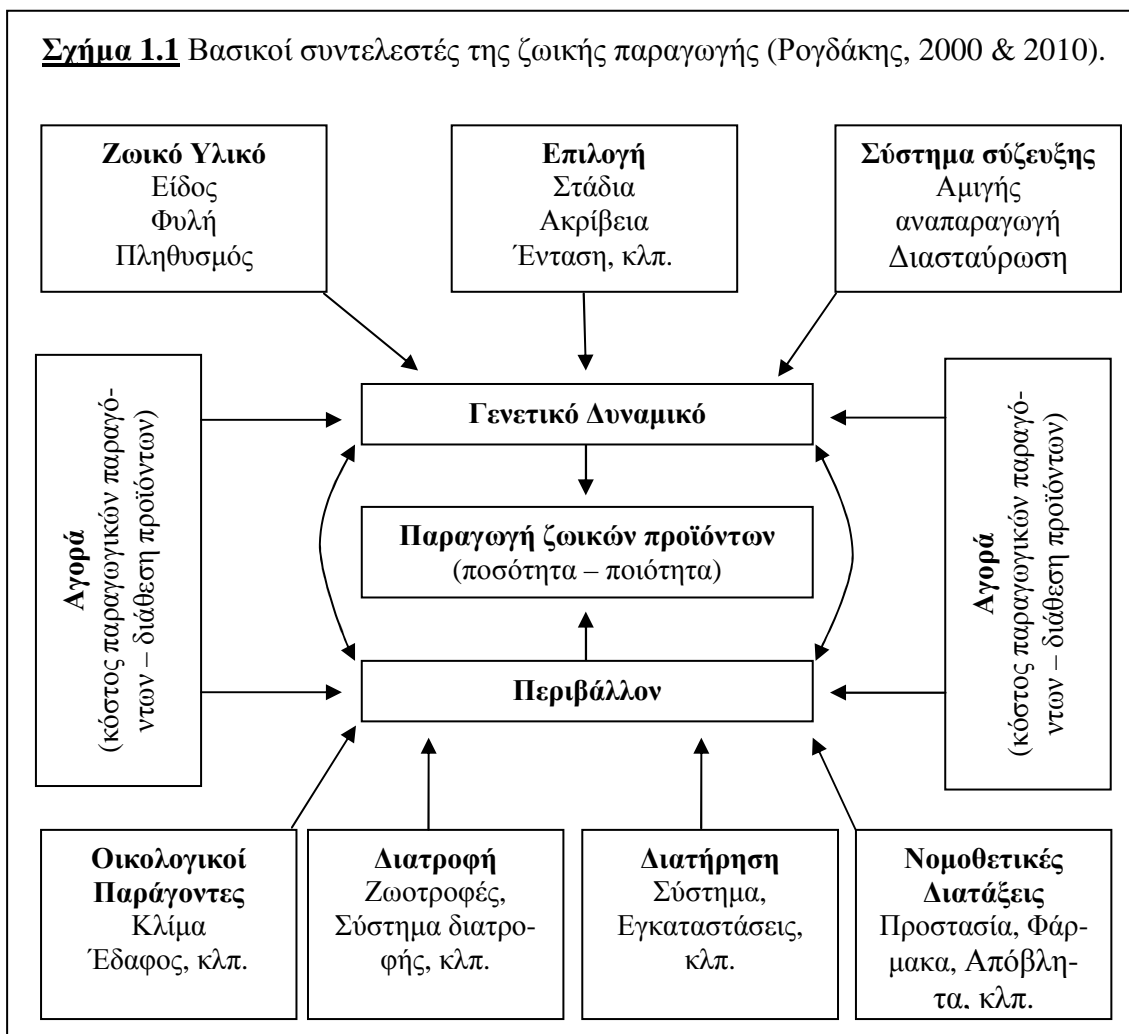 Σχήμα 1.1 Βασικοί συντελεστές της ζωικής παραγωγής (Ρογδάκης, 2000 & 2010).
Ζωικό Υλικό
Είδος
Φυλή
Πληθυσμός
Επιλογή
Στάδια
Ακρίβεια
Ένταση, κλπ.
Σύστημα σύζευξης
Αμιγής
αναπαραγωγή
Διασταύρωση
Αγορά
(κόστος παραγωγικών παραγό-
ντων – διάθεση προϊόντων)
Γενετικό Δυναμικό
Παραγωγή ζωικών προϊόντων
(ποσότητα – ποιότητα)
Περιβάλλον
Αγορά
(κόστος παραγωγικών παραγό-
ντων – διάθεση προϊόντων)
Οικολογικοί
Παράγοντες
Κλίμα
Έδαφος, κλπ.
Διατροφή
Ζωοτροφές,
Σύστημα διατρο-
φής, κλπ.
Διατήρηση
Σύστημα,
Εγκαταστάσεις,
κλπ.
Νομοθετικές
Διατάξεις
Προστασία, Φάρ-
μακα, Απόβλη-
τα, κλπ.